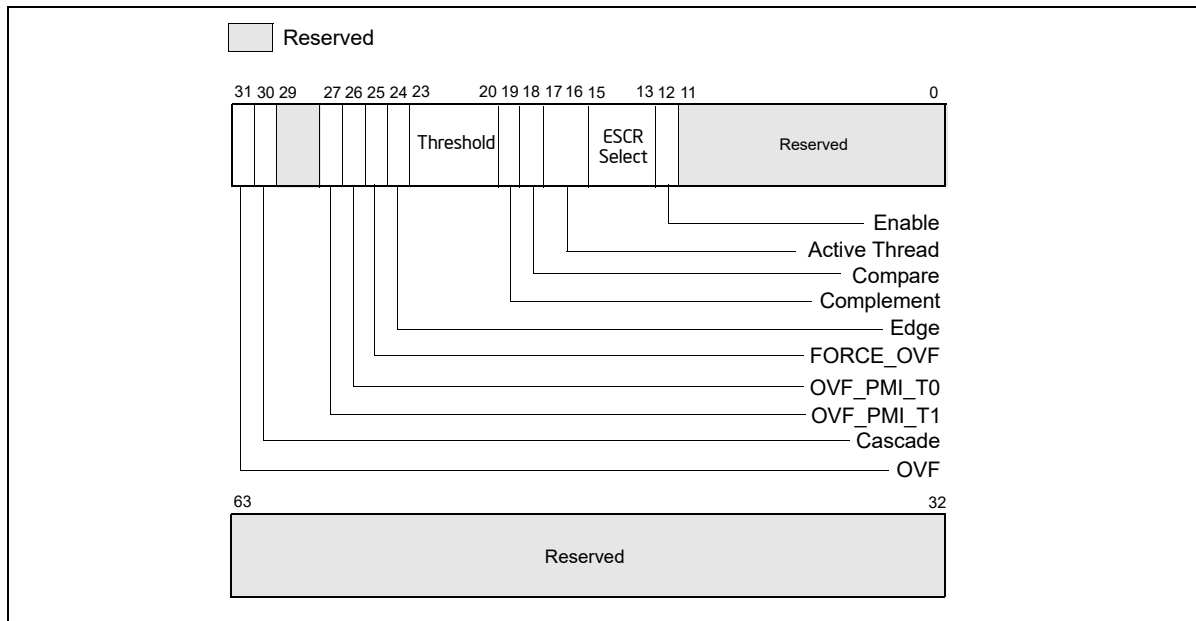 Reserved
31 30 29 27 26 25 24 23 20 19 18 17 16 15 13 12 11 0
Threshold
ESCR
Select
Reserved
Enable
Active Thread
Compare
Complement
Edge
FORCE_OVF
OVF_PMI_T0
OVF_PMI_T1
Cascade
OVF
63 32
Reserved